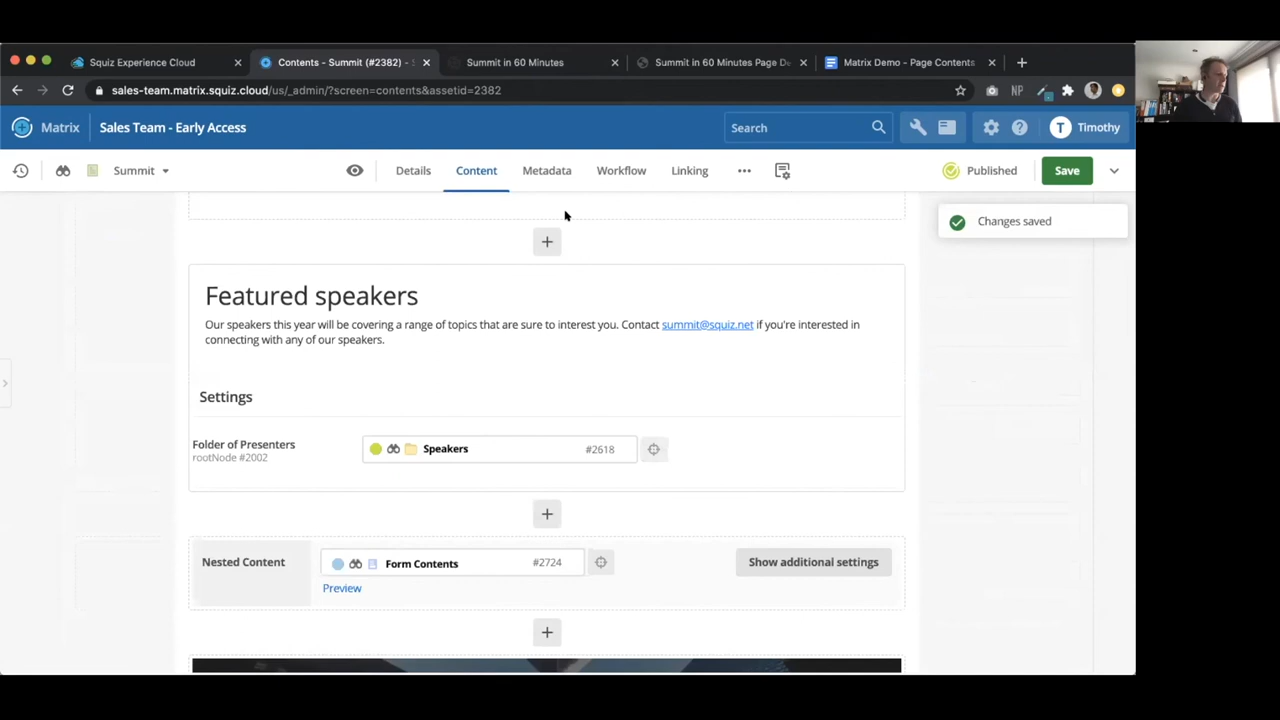 Squiz Experience Cloud
Contents - Summit (#2382) - S
Summit in 60 Minutes
Summit in 60 Minutes Page De
Matrix Demo - Page Contents
sales-team.matrix.squiz.cloud/us/_admin/?screen=contents&assetid=2382
NP
Matrix
Sales Team - Early Access
Search
T
Timothy
Summit
Details
Content
Metadata
Workflow
Linking
Published
Save
Changes saved
Featured speakers
Our speakers this year will be covering a range of topics that are sure to interest you. Contact summit@squiz.net if you're interested in
connecting with any of our speakers.
Settings
Folder of Presenters
rootNode #2002
Speakers
#2618
Nested Content
Form Contents
#2724
Show additional settings
Preview